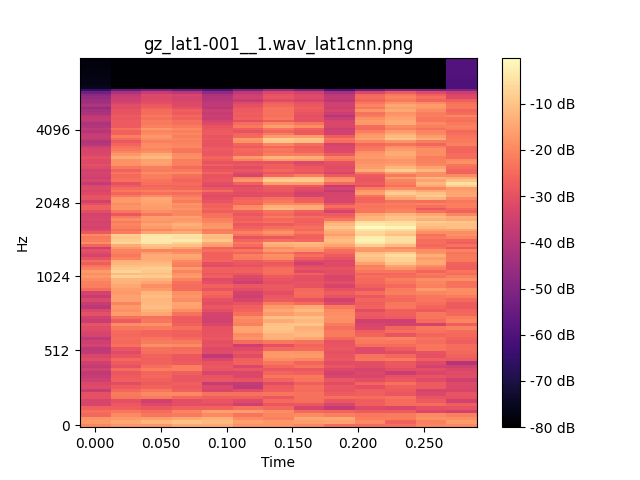 gz_lat1-001__1.wav_lat1cnn.png
4096
2048
1024
512
0
Hz
0.000 0.050 0.100 0.150 0.200 0.250
Time
-10 dB
-20 dB
-30 dB
-40 dB
-50 dB
-60 dB
-70 dB
-80 dB